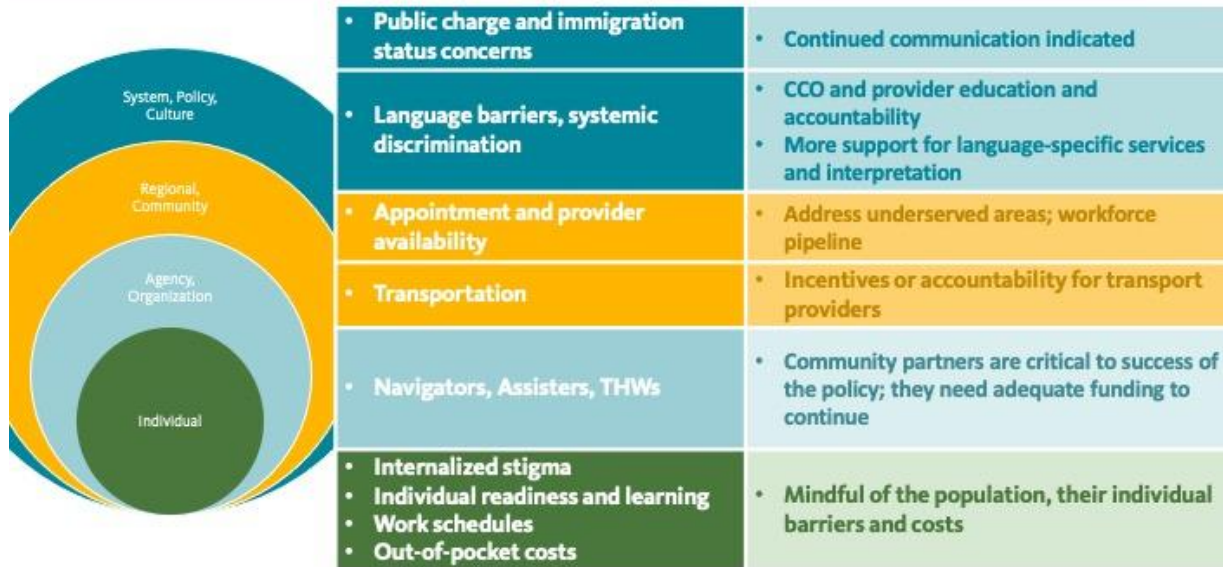 System, Policy,
Culture
Regional,
Community
Agency,
Organization
Individual
• Public charge and immigration
status concerns
• Continued communication indicated
• Language barriers, systemic
discrimination
• CCO and provider education and
accountability
• More support for language-specific services
and interpretation
• Appointment and provider
availability
• Address underserved areas; workforce
pipeline
• Transportation
• Incentives or accountability for transport
providers
• Navigators, Assisters, THWs
• Community partners are critical to success of
the policy; they need adequate funding to
continue
• Internalized stigma
• Individual readiness and learning
• Work schedules
• Out-of-pocket costs
• Mindful of the population, their individual
barriers and costs